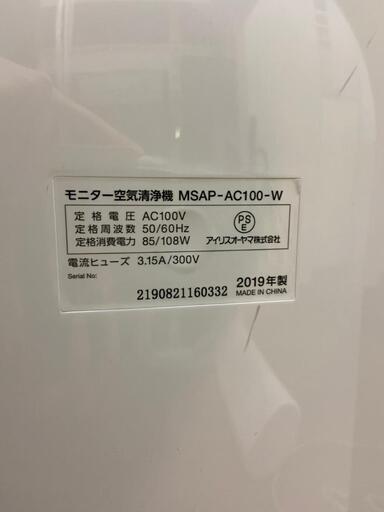 モニター空気清浄機 MSAP-AC100-W
定格電圧 AC100V
定格周波数 50/60Hz
定格消費電力 85/108W
PS
E
アイリスオーヤマ株式会社
電流ヒューズ 3.15A/300V
Serial No:
2190821160332
2019年製
MADE IN CHINA